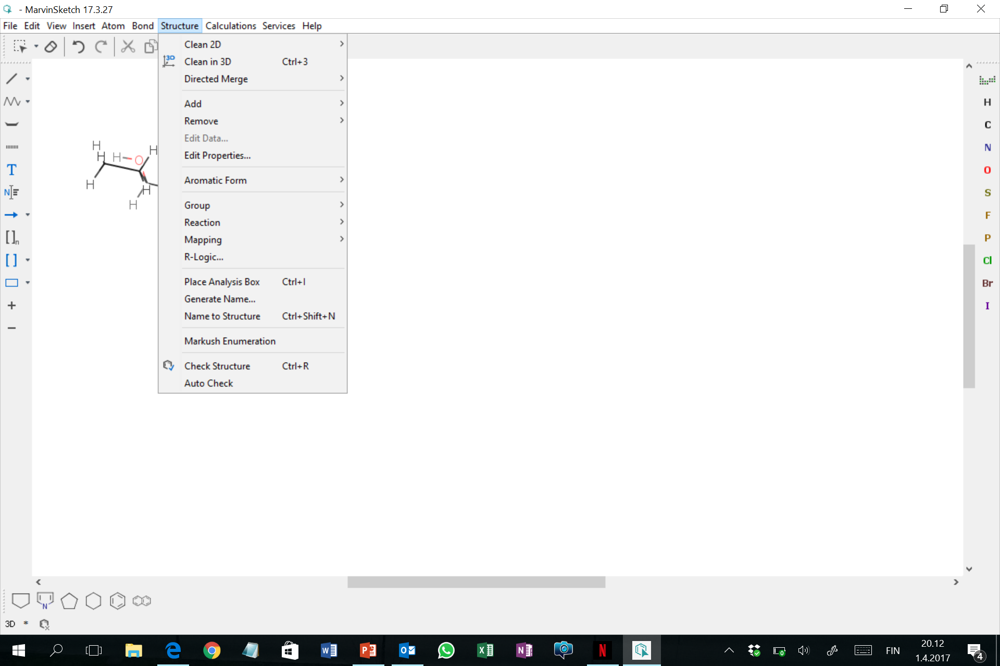 - MarvinSketch 17.3.27
File Edit View Insert Atom Bond Structure Calculations Services Help
Clean 2D
3D Clean in 3D Ctrl+3
Directed Merge
Add
Remove
Edit Data...
Edit Properties...
Aromatic Form
Group
Reaction
Mapping
R-Logic...
Place Analysis Box Ctrl+I
Generate Name...
Name to Structure Ctrl+Shift+N
Markush Enumeration
Check Structure Ctrl+R
Auto Check
T
N
[ ]n
[ ]
+
−
H
H H O H
H H
H
H
C
N
O
S
F
P
Cl
Br
I
N
3D *
FIN
20.12
1.4.2017
4